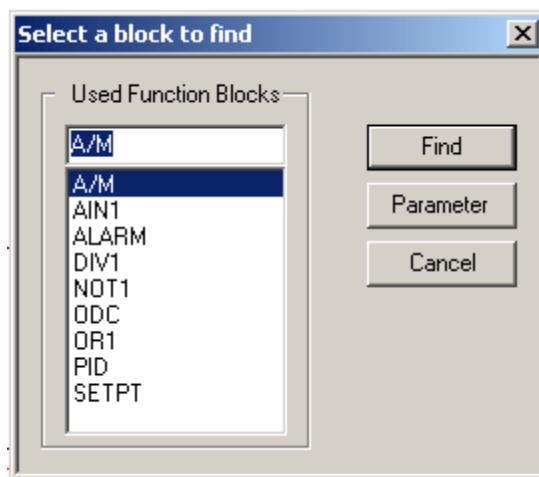 Select a block to find
Used Function Blocks
A/M
A/M
AIN1
ALARM
DIV1
NOT1
ODC
OR1
PID
SETPT
Find
Parameter
Cancel